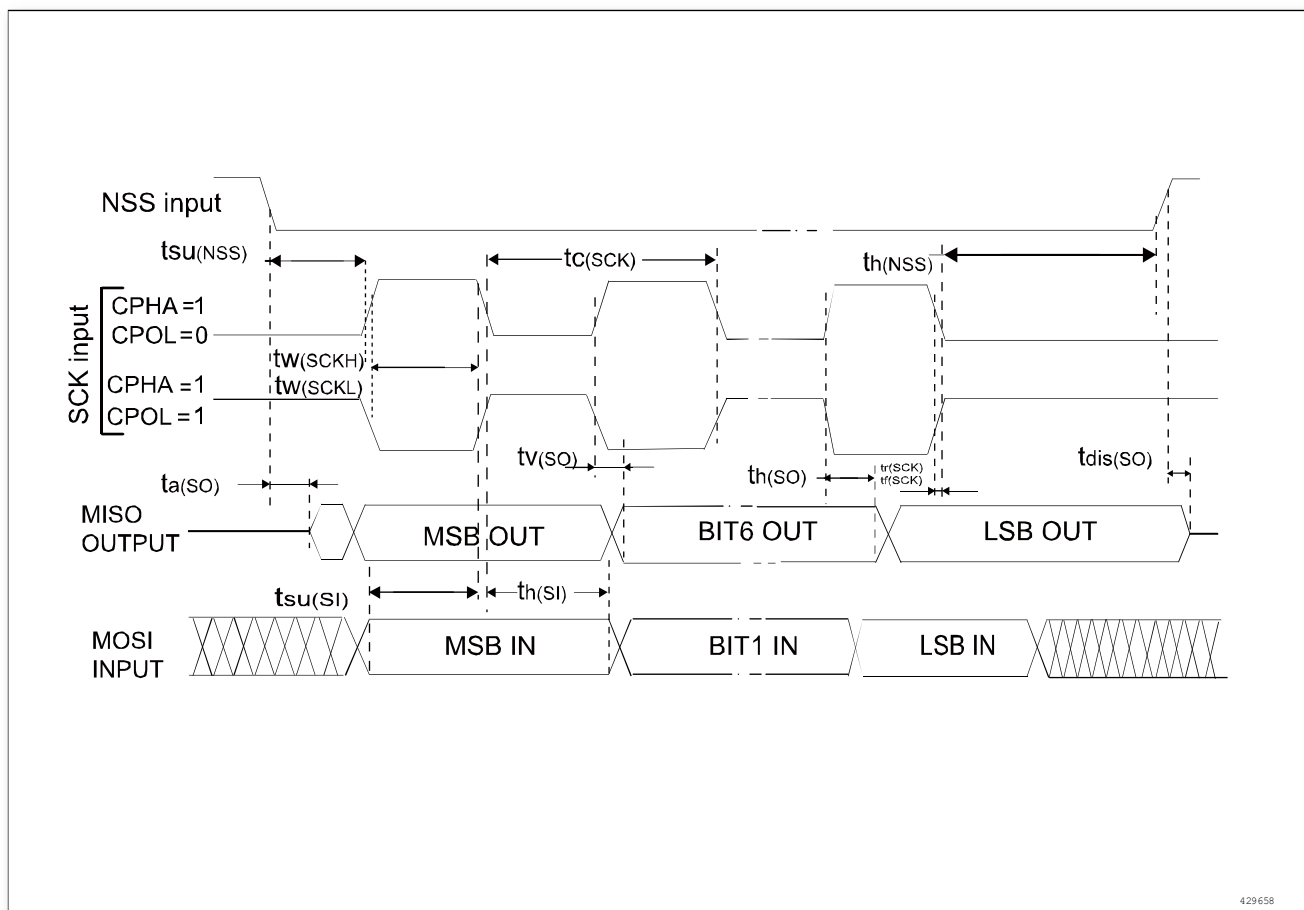 NSS input
tsu(NSS)
tc(SCK)
th(NSS)
SCK input
CPHA =1
CPOL =0
tw(SCKH)
tw(SCKL)
CPHA =1
CPOL =1
ta(SO)
tv(SO)
th(SO)
tr(SCK)
tf(SCK)
tdis(SO)
MISO
OUTPUT
MSB OUT
BIT6 OUT
LSB OUT
tsu(SI)
th(SI)
MOSI
INPUT
MSB IN
BIT1 IN
LSB IN
429658